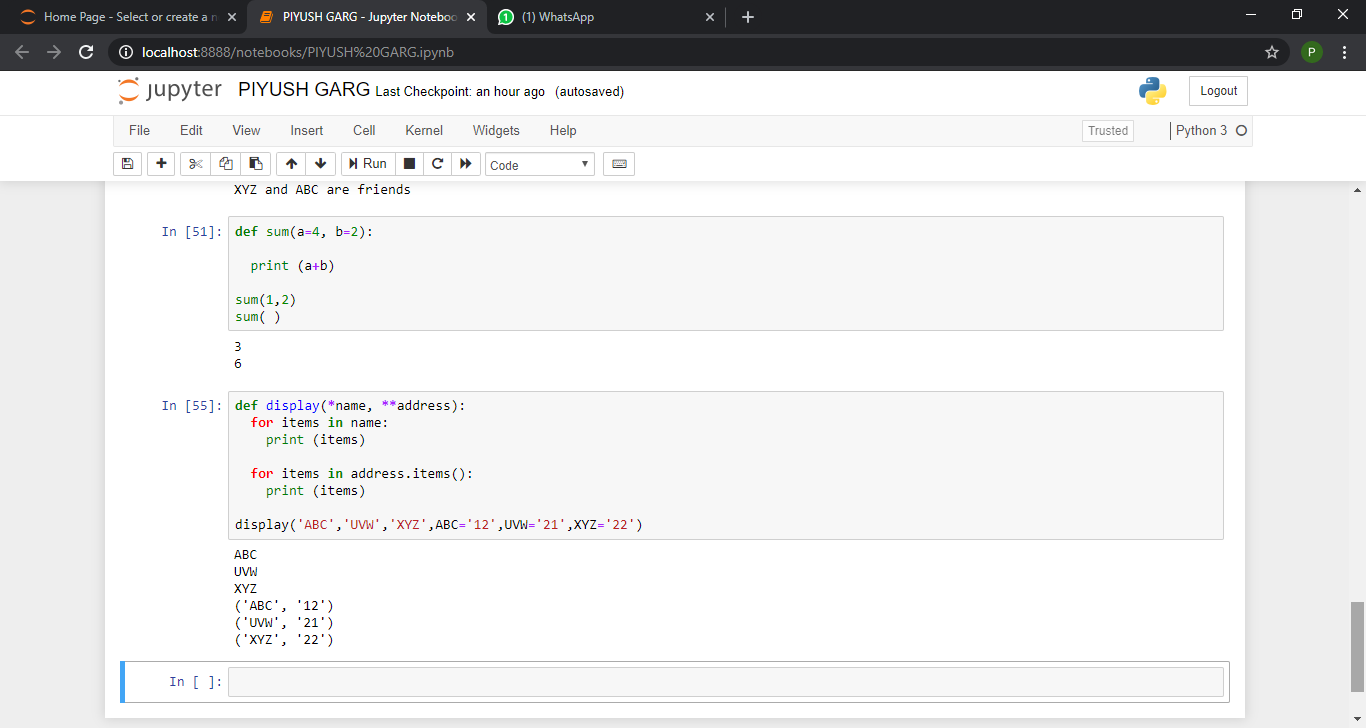 Home Page - Select or create a n
PIYUSH GARG - Jupyter Noteboo
1 (1) WhatsApp
localhost:8888/notebooks/PIYUSH%20GARG.ipynb
P
jupyter PIYUSH GARG Last Checkpoint: an hour ago (autosaved)
Logout
File Edit View Insert Cell Kernel Widgets Help
Trusted
Python 3
Run
Code
XYZ and ABC are friends
In [51]: def sum(a=4, b=2):
print (a+b)
sum(1,2)
sum( )
3
6
In [55]: def display(*name, **address):
for items in name:
print (items)
for items in address.items():
print (items)
display('ABC','UVW','XYZ',ABC='12',UVW='21',XYZ='22')
ABC
UVW
XYZ
('ABC', '12')
('UVW', '21')
('XYZ', '22')
In [ ]: